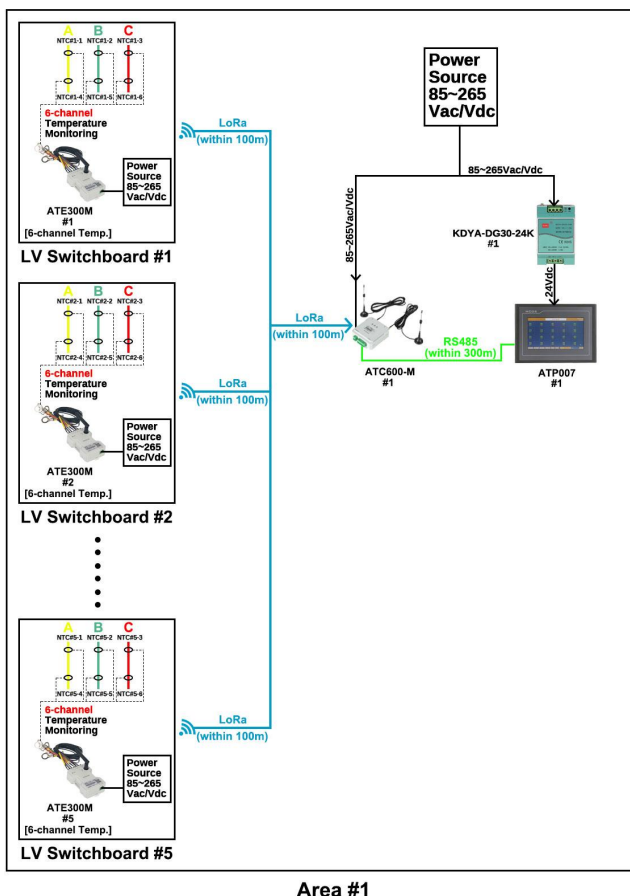 A B C
NTC#1-1 NTC#1-2 NTC#1-3
NTC#1-4 NTC#1-5 NTC#1-6
6-channel
Temperature
Monitoring
Power
Source
85~265
Vac/Vdc
ATE300M
#1
[6-channel Temp.]
LV Switchboard #1
LoRa
(within 100m)
A B C
NTC#2-1 NTC#2-2 NTC#2-3
NTC#2-4 NTC#2-5 NTC#2-6
6-channel
Temperature
Monitoring
Power
Source
85~265
Vac/Vdc
ATE300M
#2
[6-channel Temp.]
LV Switchboard #2
LoRa
(within 100m)
A B C
NTC#5-1 NTC#5-2 NTC#5-3
NTC#5-4 NTC#5-5 NTC#5-6
6-channel
Temperature
Monitoring
Power
Source
85~265
Vac/Vdc
ATE300M
#5
[6-channel Temp.]
LV Switchboard #5
LoRa
(within 100m)
LoRa
(within 100m)
Power
Source
85~265
Vac/Vdc
85~265Vac/Vdc
85~265Vac/Vdc
KDYA-DG30-24K
#1
24Vdc
RS485
(within 300m)
ATC600-M
#1
ATP007
#1
Area #1